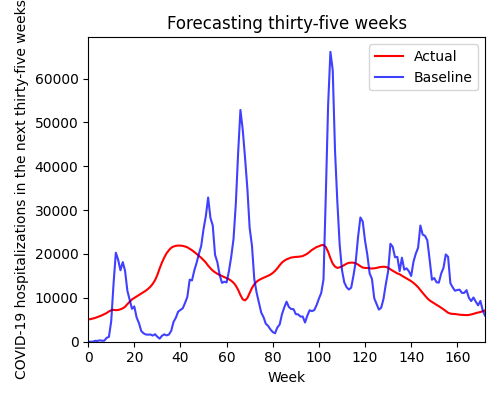 Forecasting thirty-five weeks
COVID-19 hospitalizations in the next thirty-five weeks
60000
50000
40000
30000
20000
10000
0
Actual
Baseline
0 20 40 60 80 100 120 140 160
Week